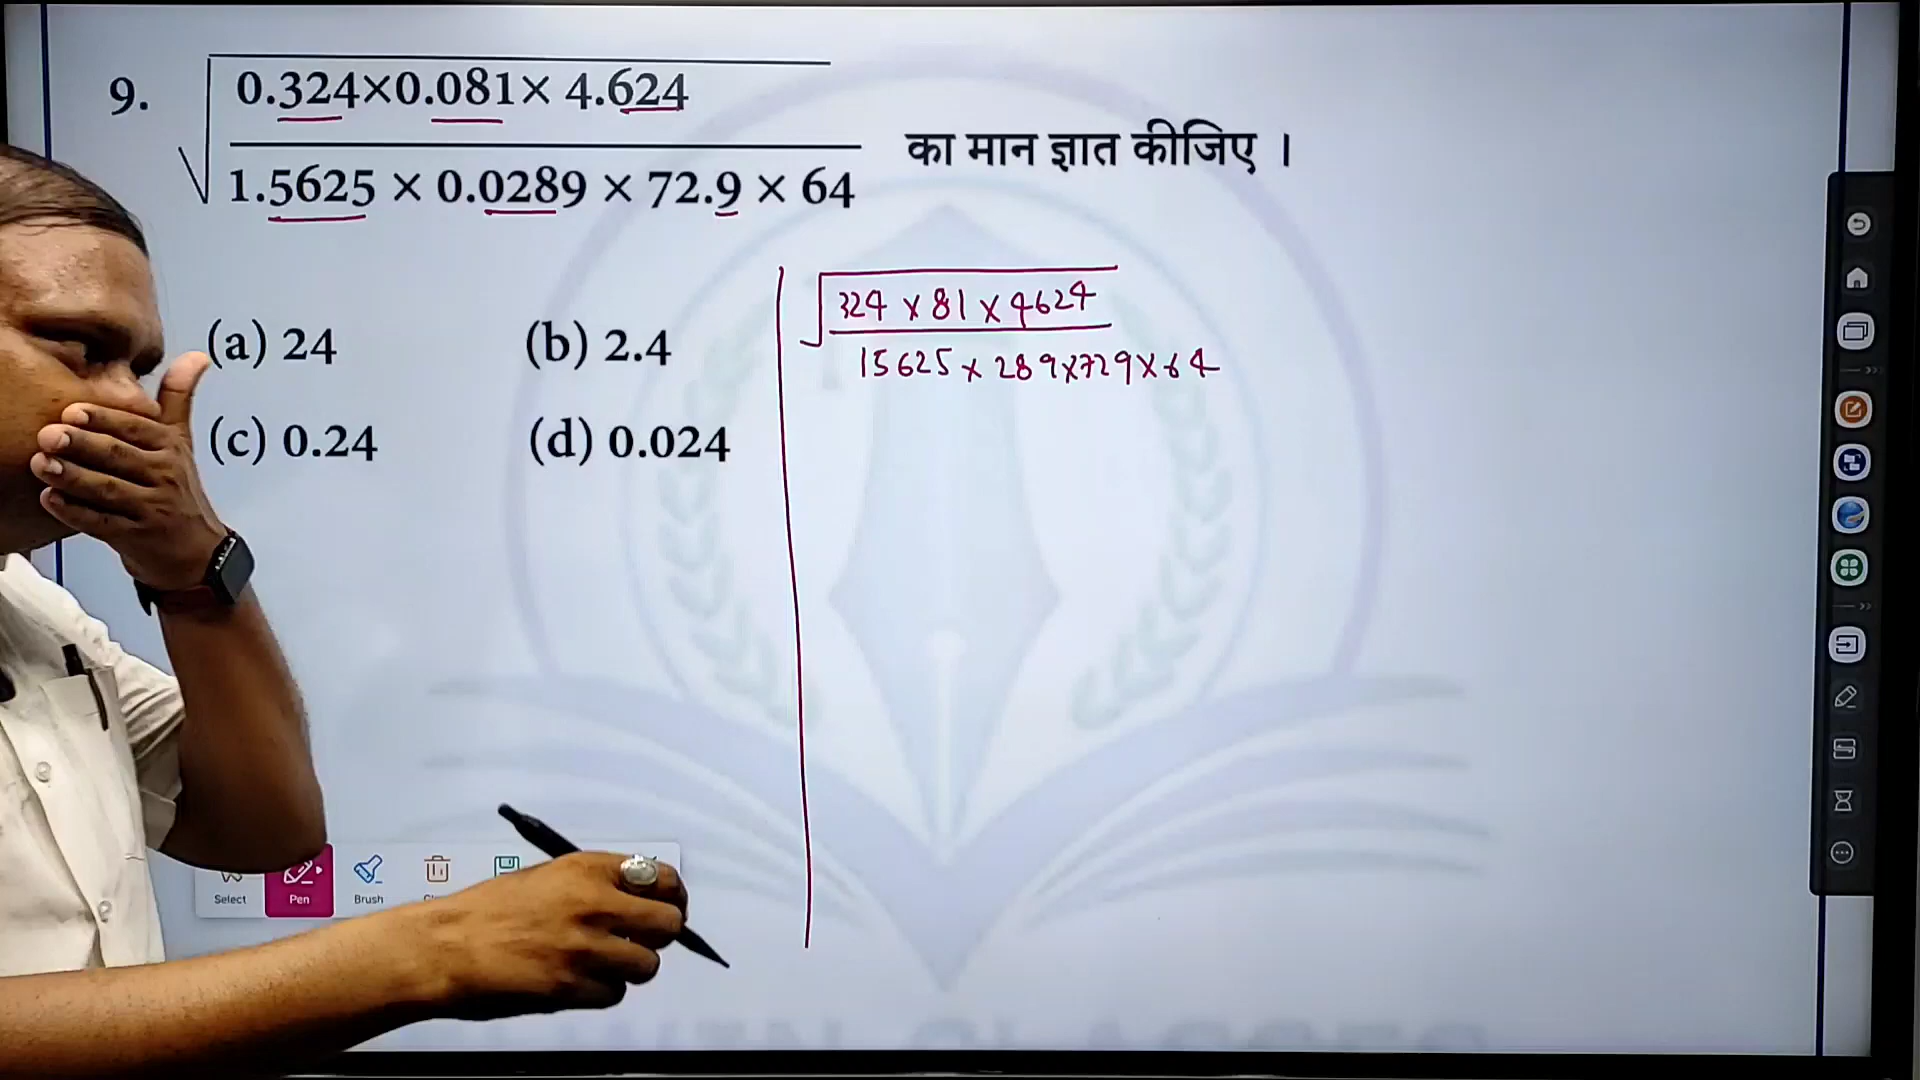 9. √(0.324×0.081× 4.624 / 1.5625 × 0.0289 × 72.9 × 64) का मान ज्ञात कीजिए ।
(a) 24 (b) 2.4
(c) 0.24 (d) 0.024
√(324 × 81 × 4624 / 15625 × 289 × 729 × 64)
Select Pen Brush